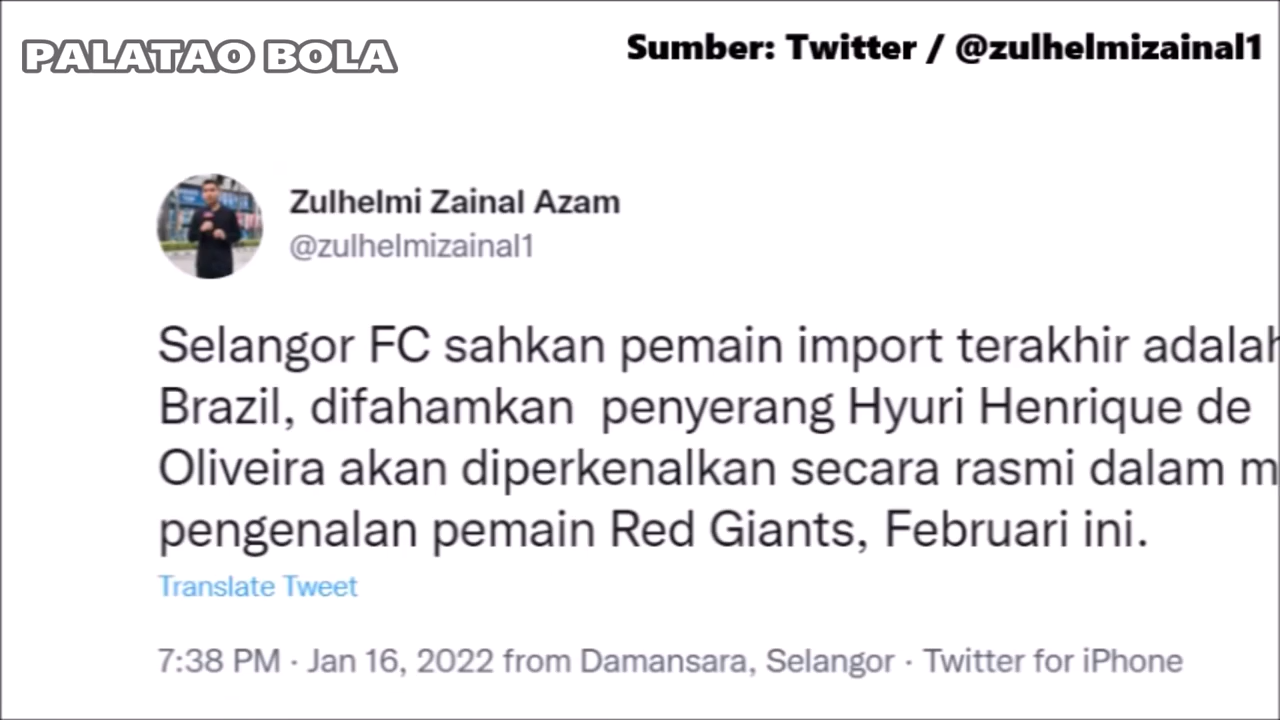 PALATAO BOLA
Sumber: Twitter / @zulhelmizainal1
Zulhelmi Zainal Azam
@zulhelmizainal1
Selangor FC sahkan pemain import terakhir adalah
Brazil, difahamkan penyerang Hyuri Henrique de
Oliveira akan diperkenalkan secara rasmi dalam
pengenalan pemain Red Giants, Februari ini.
Translate Tweet
7:38 PM · Jan 16, 2022 from Damansara, Selangor · Twitter for iPhone